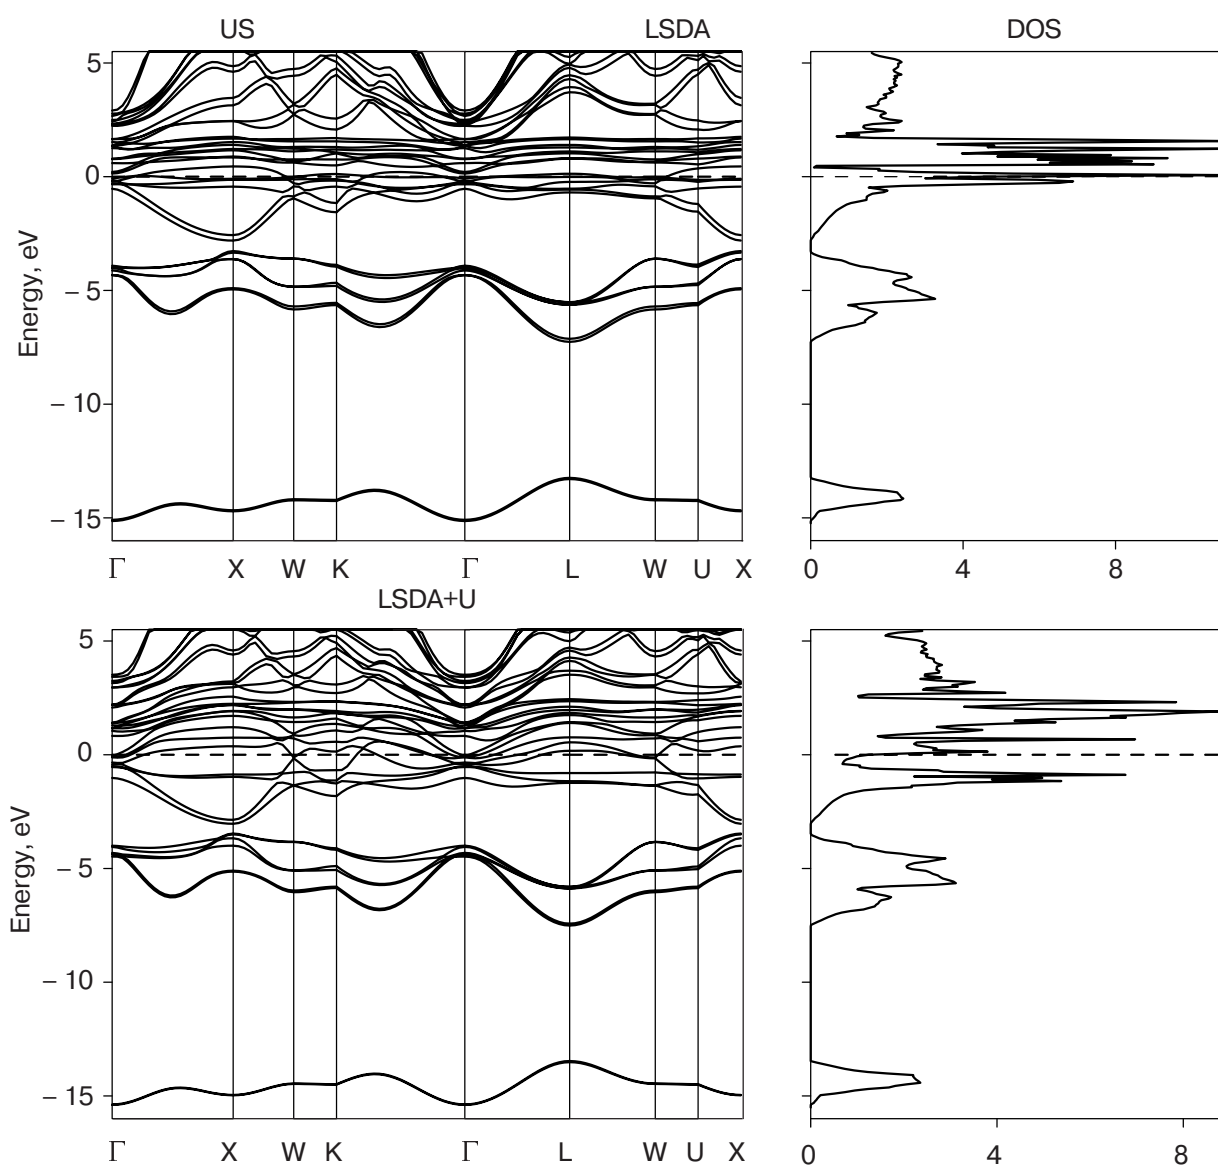 US LSDA DOS
5
0
Energy, eV
– 5
– 10
– 15
Γ X W K Γ L W U X 0 4 8
LSDA+U
5
0
Energy, eV
– 5
– 10
– 15
Γ X W K Γ L W U X 0 4 8